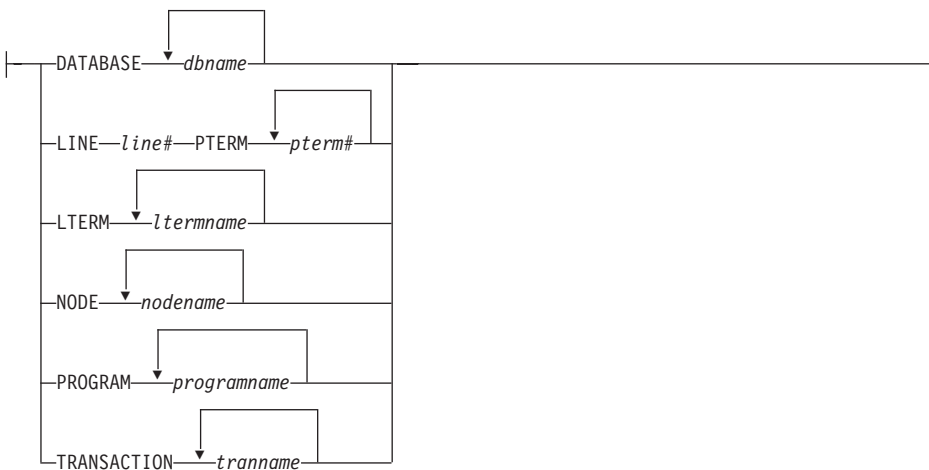 DATABASE dbname
LINE line# PTERM pterm#
LTERM ltermname
NODE nodename
PROGRAM programname
TRANSACTION tranname